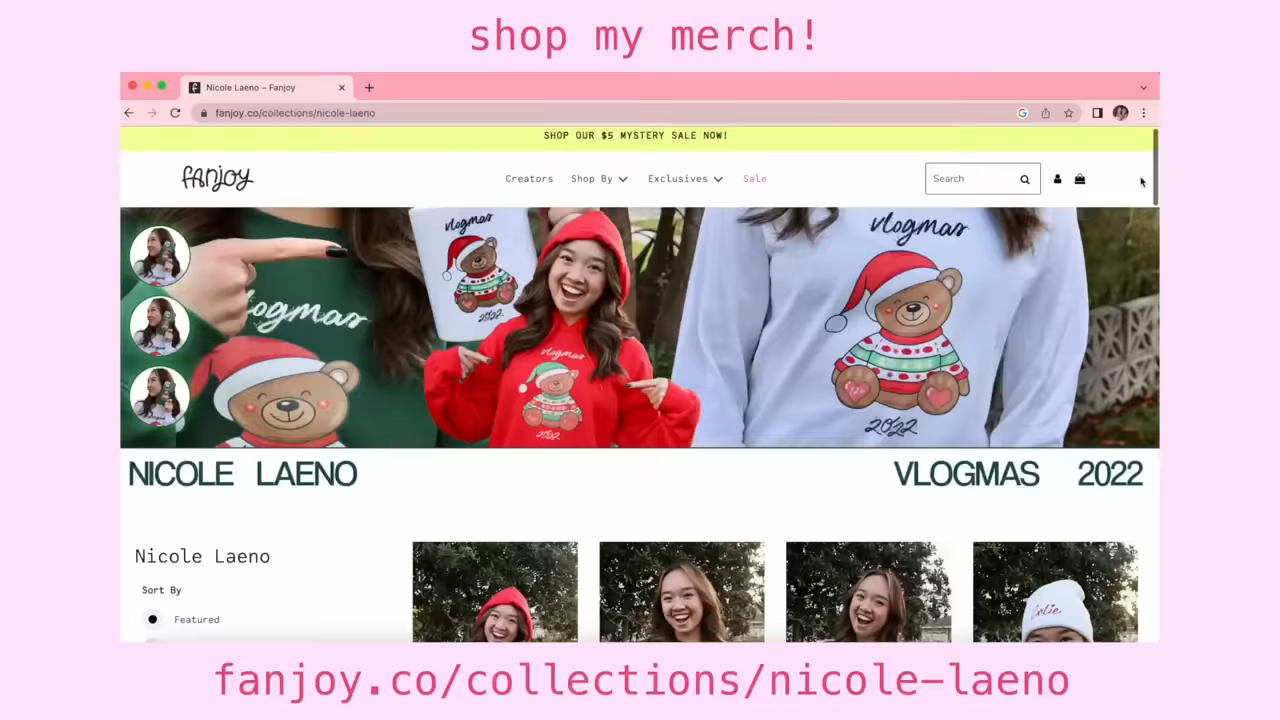 shop my merch!
Nicole Laeno – Fanjoy
fanjoy.co/collections/nicole-laeno
SHOP OUR $5 MYSTERY SALE NOW!
fanjoy
Creators Shop By Exclusives Sale
Search
vlogmas
2022
vlogmas
vlogmas
2022
vlogmas
2022
NICOLE LAENO VLOGMAS 2022
Nicole Laeno
Sort By
Featured
fanjoy.co/collections/nicole-laeno